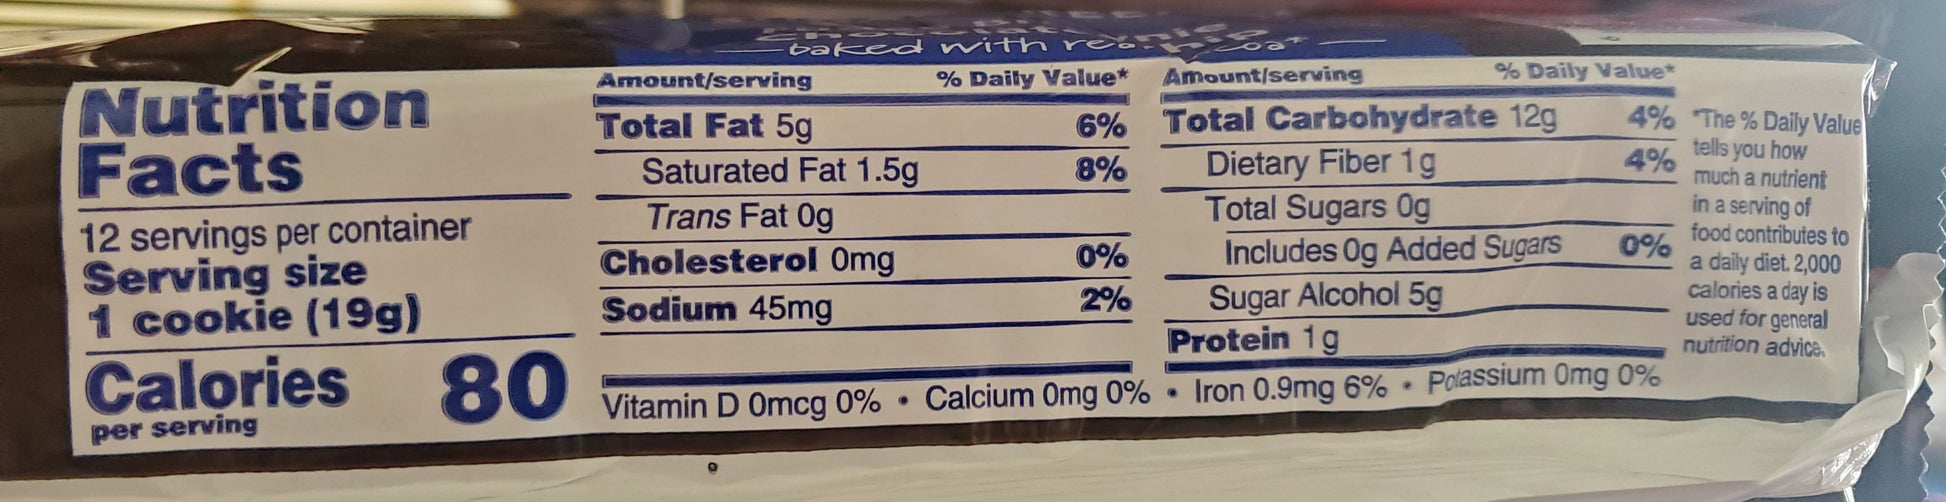 baked with
Nutrition
Facts
12 servings per container
Serving size
1 cookie (19g)
Calories 80
per serving
Amount/serving % Daily Value*
Total Fat 5g 6%
Saturated Fat 1.5g 8%
Trans Fat 0g
Cholesterol 0mg 0%
Sodium 45mg 2%
Amount/serving % Daily Value*
Total Carbohydrate 12g 4%
Dietary Fiber 1g 4%
Total Sugars 0g
Includes 0g Added Sugars 0%
Sugar Alcohol 5g
Protein 1g
Vitamin D 0mcg 0% • Calcium 0mg 0% • Iron 0.9mg 6% • Potassium 0mg 0%
*The % Daily Value
tells you how
much a nutrient
in a serving of
food contributes to
a daily diet. 2,000
calories a day is
used for general
nutrition advice.